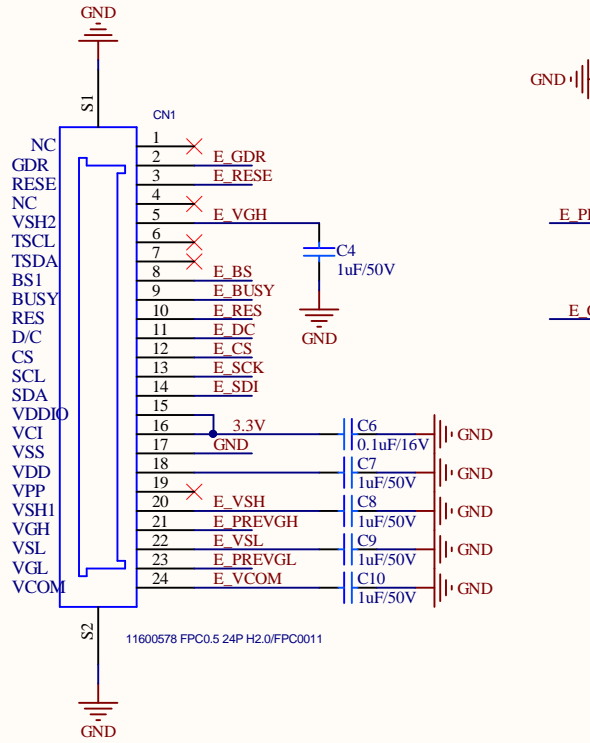 GND
S1
CN1
GND
NC 1
GDR 2 E_GDR
RESE 3 E_RESE
NC 4
VSH2 5 E_VGH
TSCL 6
TSDA 7
BS1 8 E_BS
BUSY 9 E_BUSY
RES 10 E_RES
D/C 11 E_DC
CS 12 E_CS
SCL 13 E_SCK
SDA 14 E_SDI
VDDIO 15
VCI 16 3.3V
VSS 17 GND
VDD 18
VPP 19
VSH1 20 E_VSH
VGH 21 E_PREVGH
VSL 22 E_VSL
VGL 23 E_PREVGL
VCOM 24 E_VCOM
C4
1uF/50V
GND
C6
0.1uF/16V
GND
C7
1uF/50V
GND
C8
1uF/50V
GND
C9
1uF/50V
GND
C10
1uF/50V
GND
S2
11600578 FPC0.5 24P H2.0/FPC0011
GND